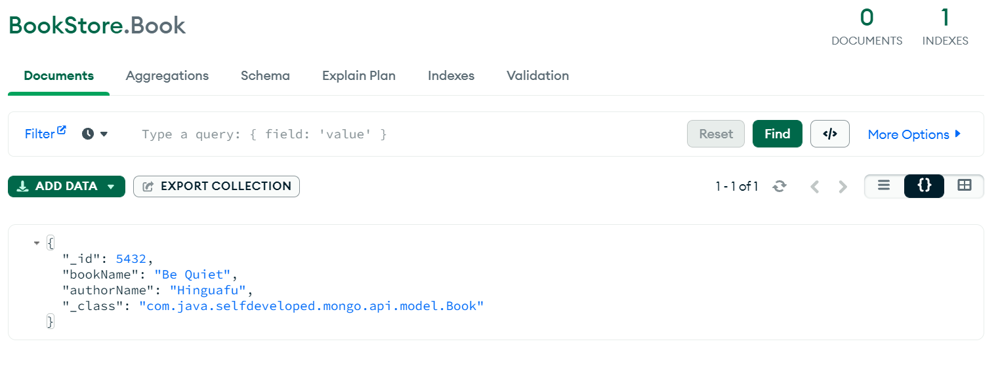 BookStore.Book
0
DOCUMENTS
1
INDEXES
Documents
Aggregations
Schema
Explain Plan
Indexes
Validation
Filter
Type a query: { field: 'value' }
Reset
Find
</>
More Options
ADD DATA
EXPORT COLLECTION
1 - 1 of 1
{}
{
"_id": 5432,
"bookName": "Be Quiet",
"authorName": "Hinguafu",
"_class": "com.java.selfdeveloped.mongo.api.model.Book"
}